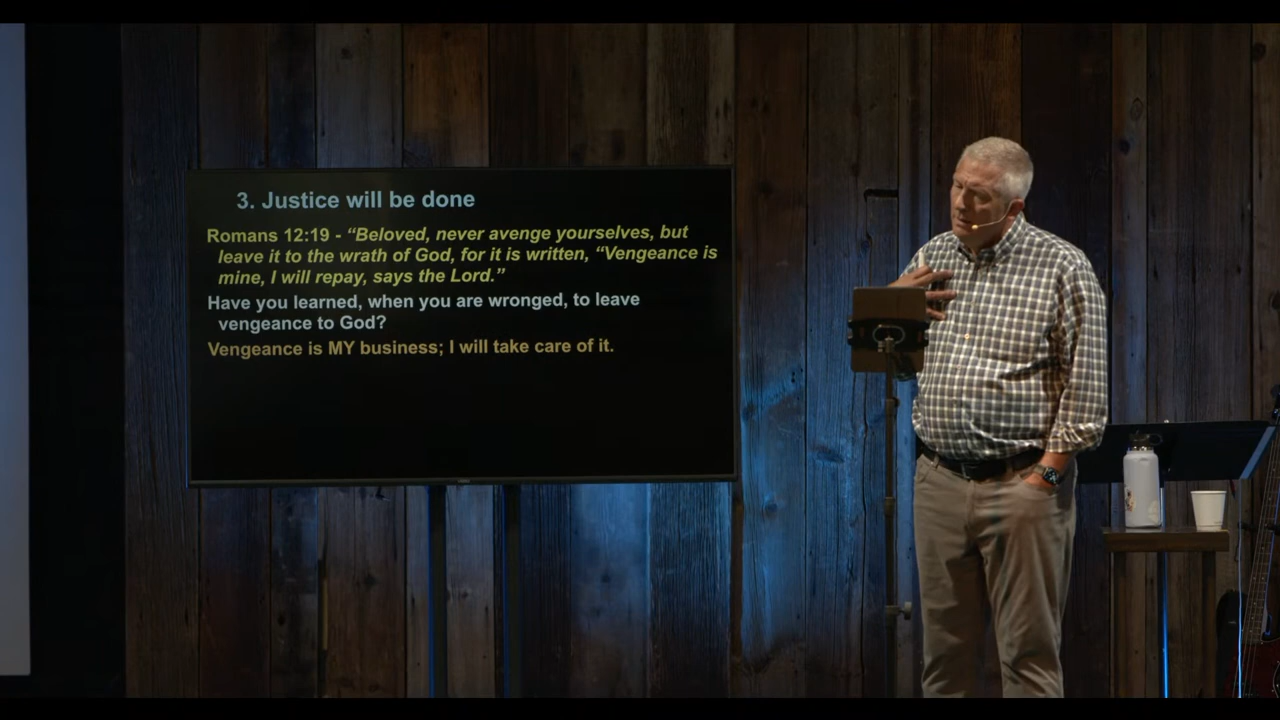 3. Justice will be done
Romans 12:19 - “Beloved, never avenge yourselves, but
leave it to the wrath of God, for it is written, “Vengeance is
mine, I will repay, says the Lord.”
Have you learned, when you are wronged, to leave
vengeance to God?
Vengeance is MY business; I will take care of it.